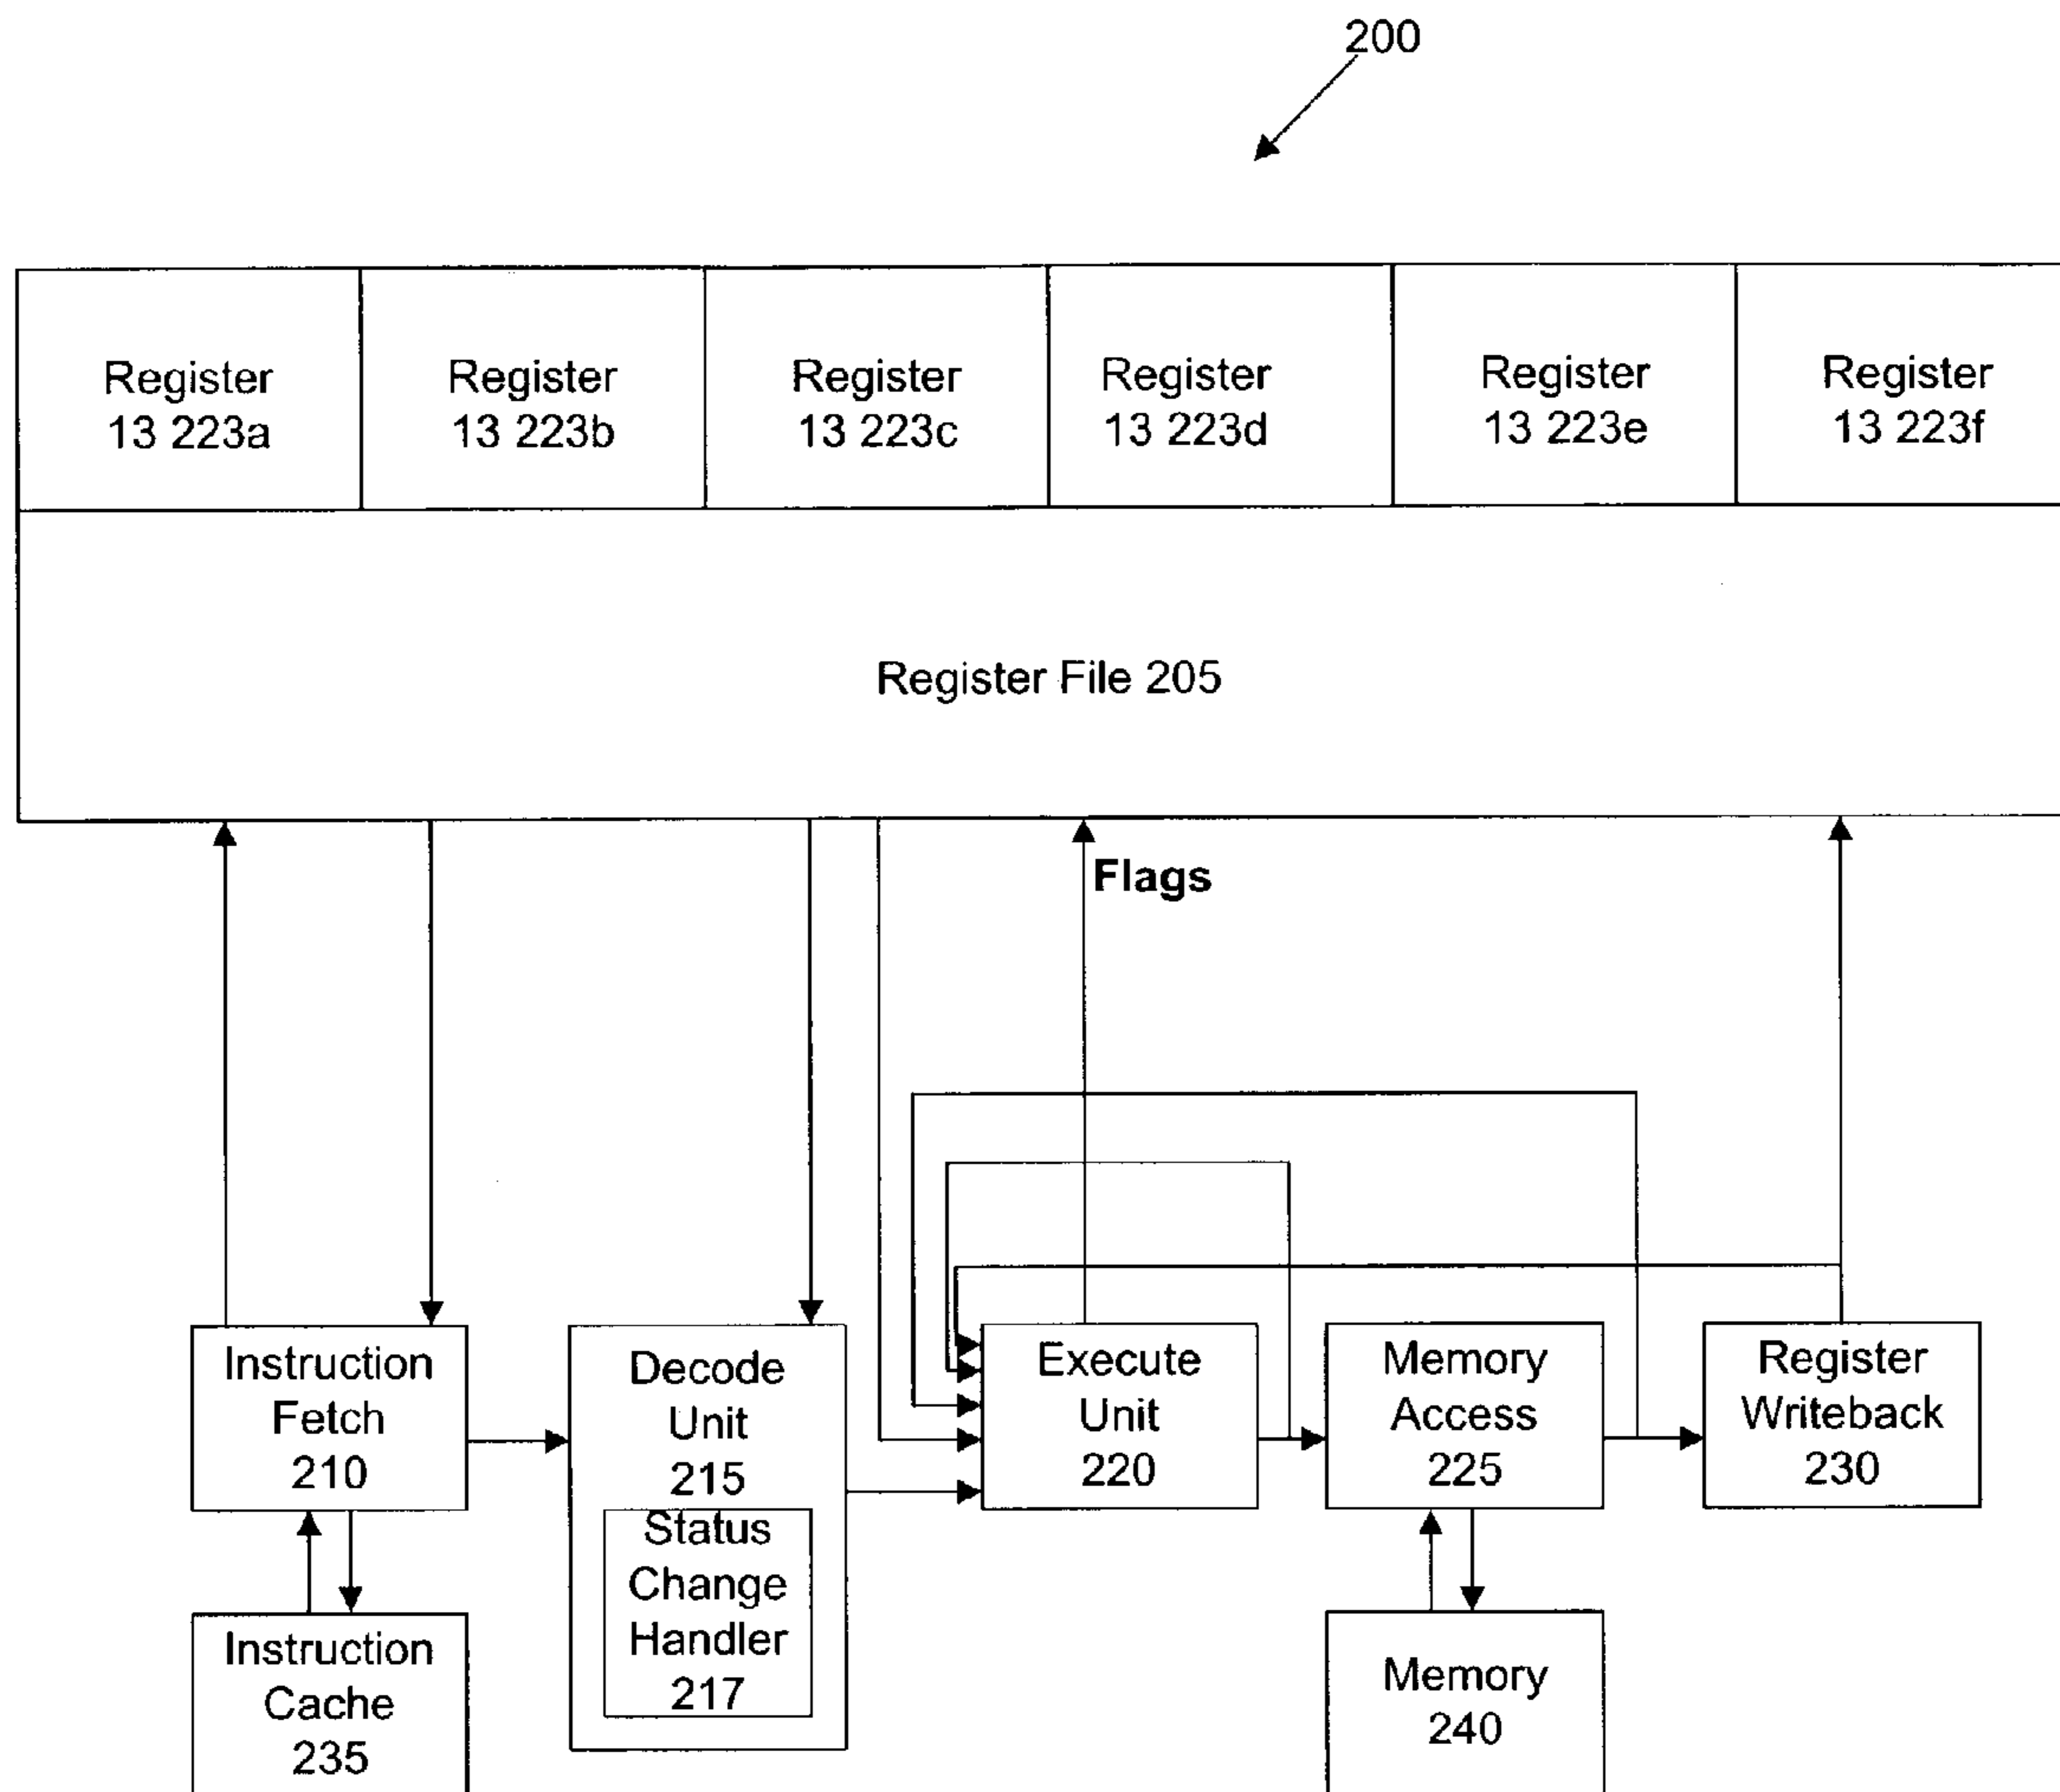 200
Register
13 223a
Register
13 223b
Register
13 223c
Register
13 223d
Register
13 223e
Register
13 223f
Register File 205
Flags
Instruction
Fetch
210
Decode
Unit
215
Status
Change
Handler
217
Execute
Unit
220
Memory
Access
225
Register
Writeback
230
Instruction
Cache
235
Memory
240